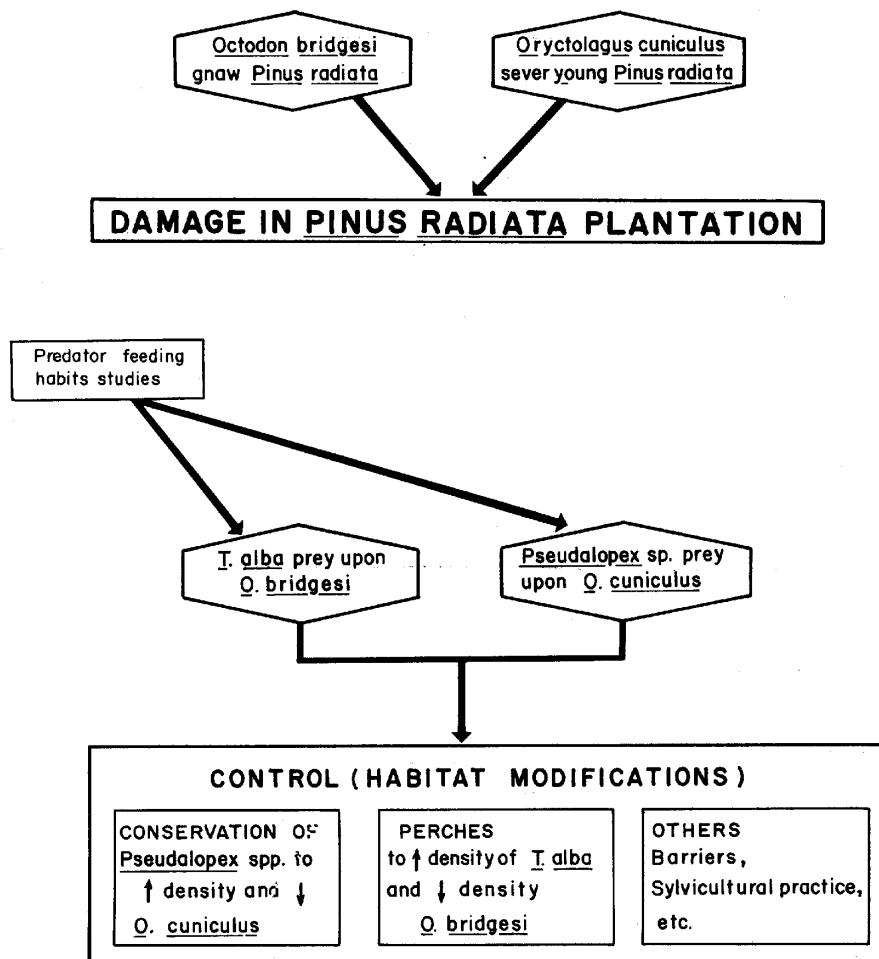 Octodon bridgesi
gnaw Pinus radiata
Oryctolagus cuniculus
sever young Pinus radiata
DAMAGE IN PINUS RADIATA PLANTATION
Predator feeding
habits studies
T. alba prey upon
O. bridgesi
Pseudalopex sp. prey
upon O. cuniculus
CONTROL (HABITAT MODIFICATIONS)
CONSERVATION OF
Pseudalopex spp. to
↑ density and ↓
O. cuniculus
PERCHES
to ↑ density of T. alba
and ↓ density
O. bridgesi
OTHERS
Barriers,
Sylvicultural practice,
etc.